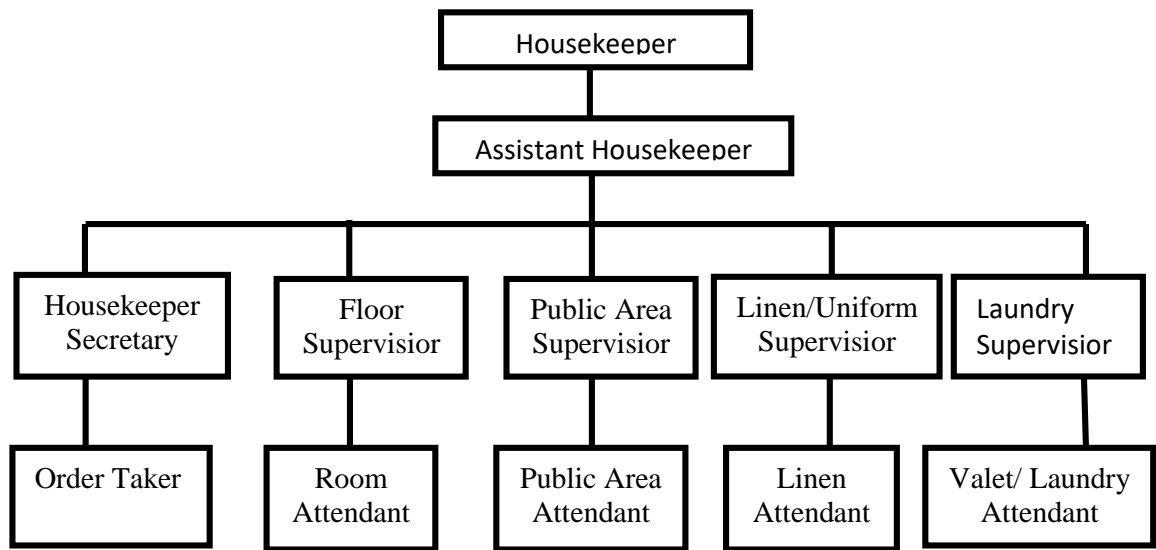 Housekeeper
Assistant Housekeeper
Housekeeper
Secretary
Floor
Supervisior
Public Area
Supervisior
Linen/Uniform
Supervisior
Laundry
Supervisior
Order Taker
Room
Attendant
Public Area
Attendant
Linen
Attendant
Valet/ Laundry
Attendant